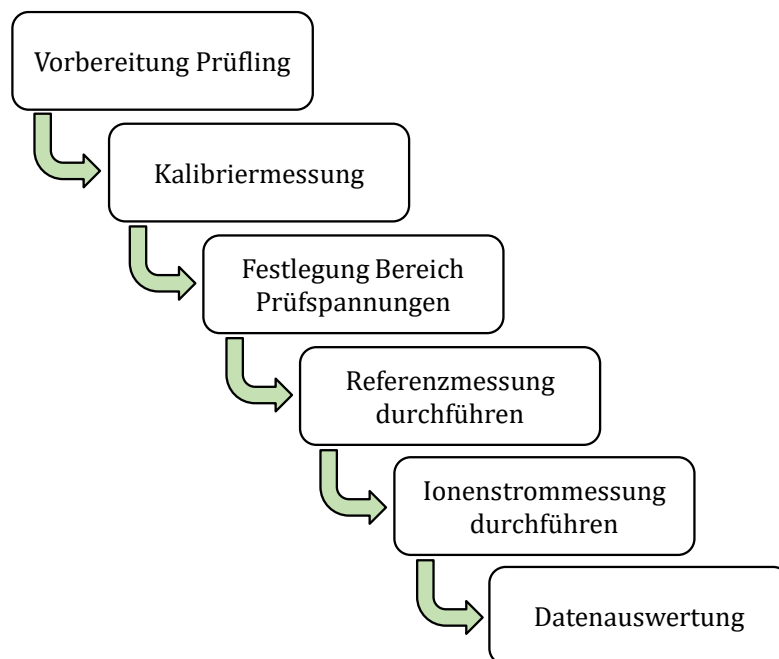 Vorbereitung Prüfling
Kalibriermessung
Festlegung Bereich
Prüfspannungen
Referenzmessung
durchführen
Ionenstrommessung
durchführen
Datenauswertung